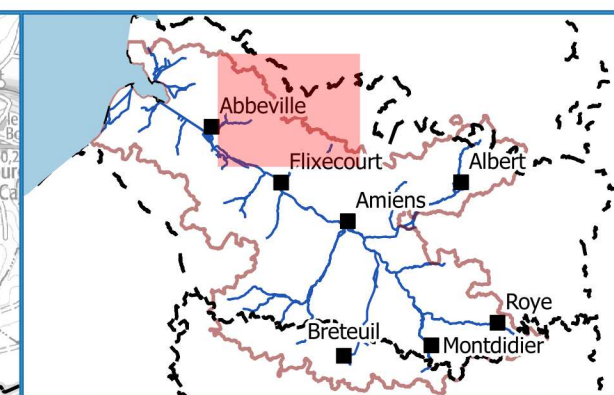 Abbeville
Flixecourt
Albert
Amiens
Roye
Breteuil
Montdidier